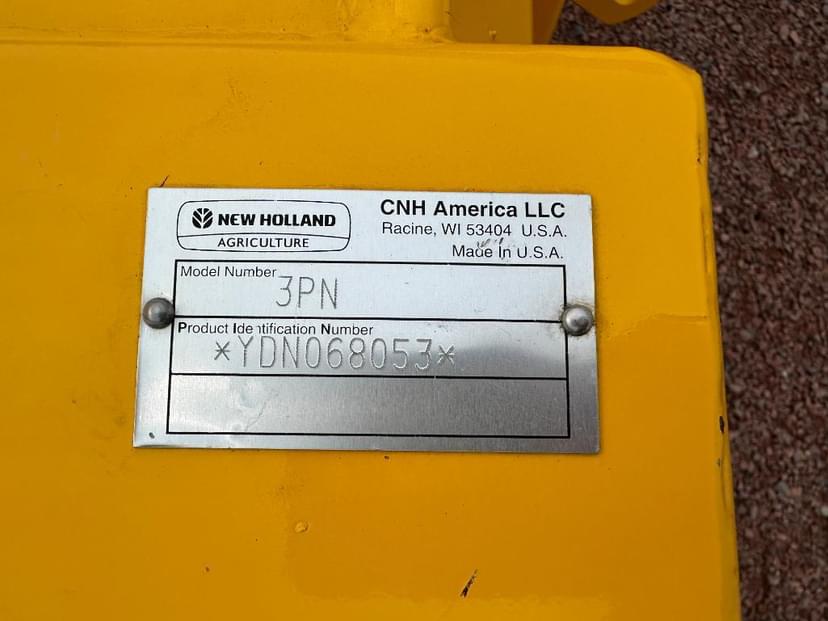 NEW HOLLAND
AGRICULTURE
CNH America LLC
Racine, WI 53404 U.S.A.
Made In U.S.A.
Model Number
3PN
Product Identification Number
*YDN068053*